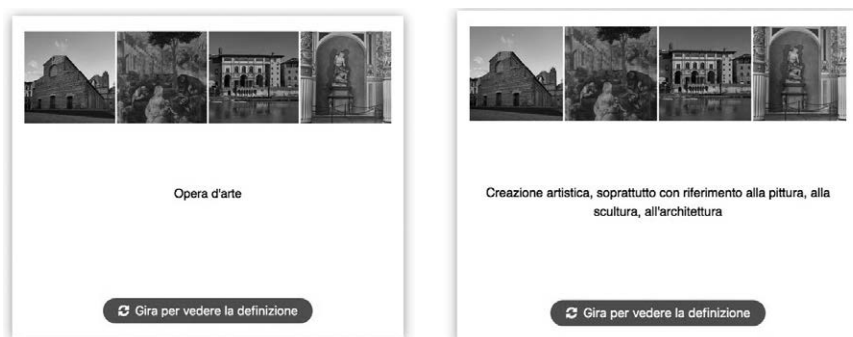 Opera d'arte
Gira per vedere la definizione
Creazione artistica, soprattutto con riferimento alla pittura, alla
scultura, all'architettura
Gira per vedere la definizione